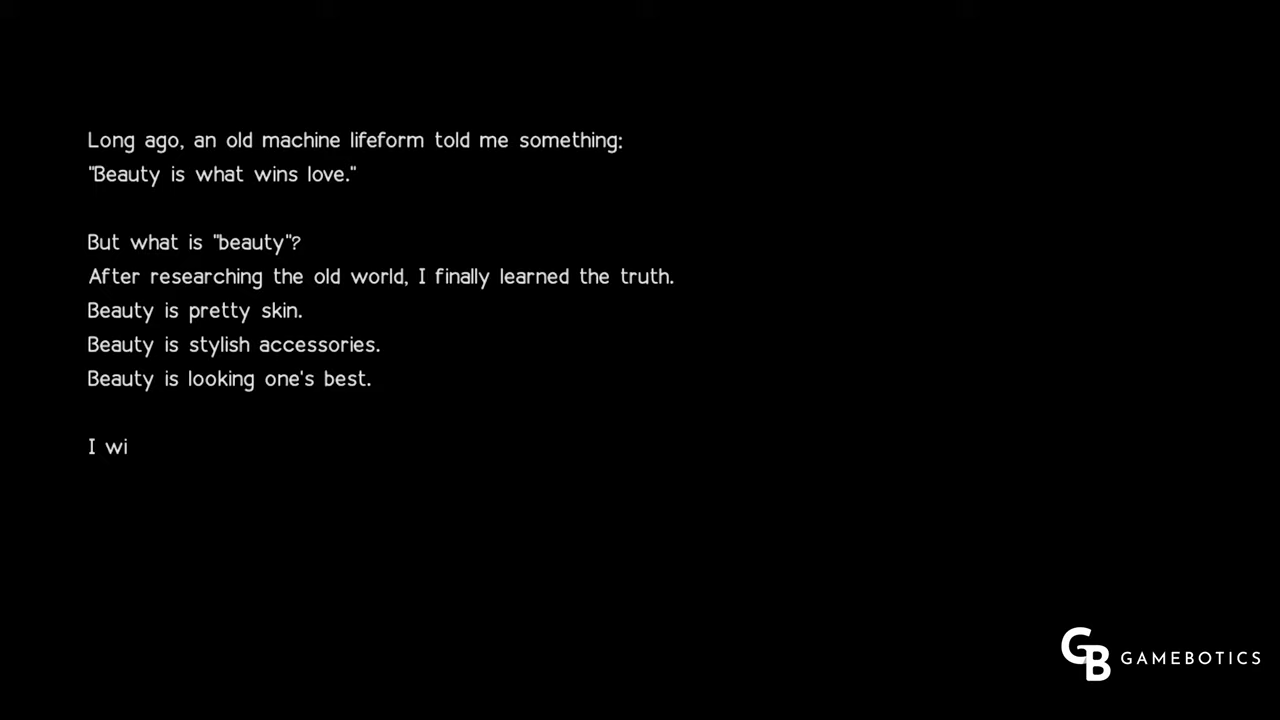 Long ago, an old machine lifeform told me something:
"Beauty is what wins love."
But what is "beauty"?
After researching the old world, I finally learned the truth.
Beauty is pretty skin.
Beauty is stylish accessories.
Beauty is looking one's best.
I wi
GB GAMEBOTICS